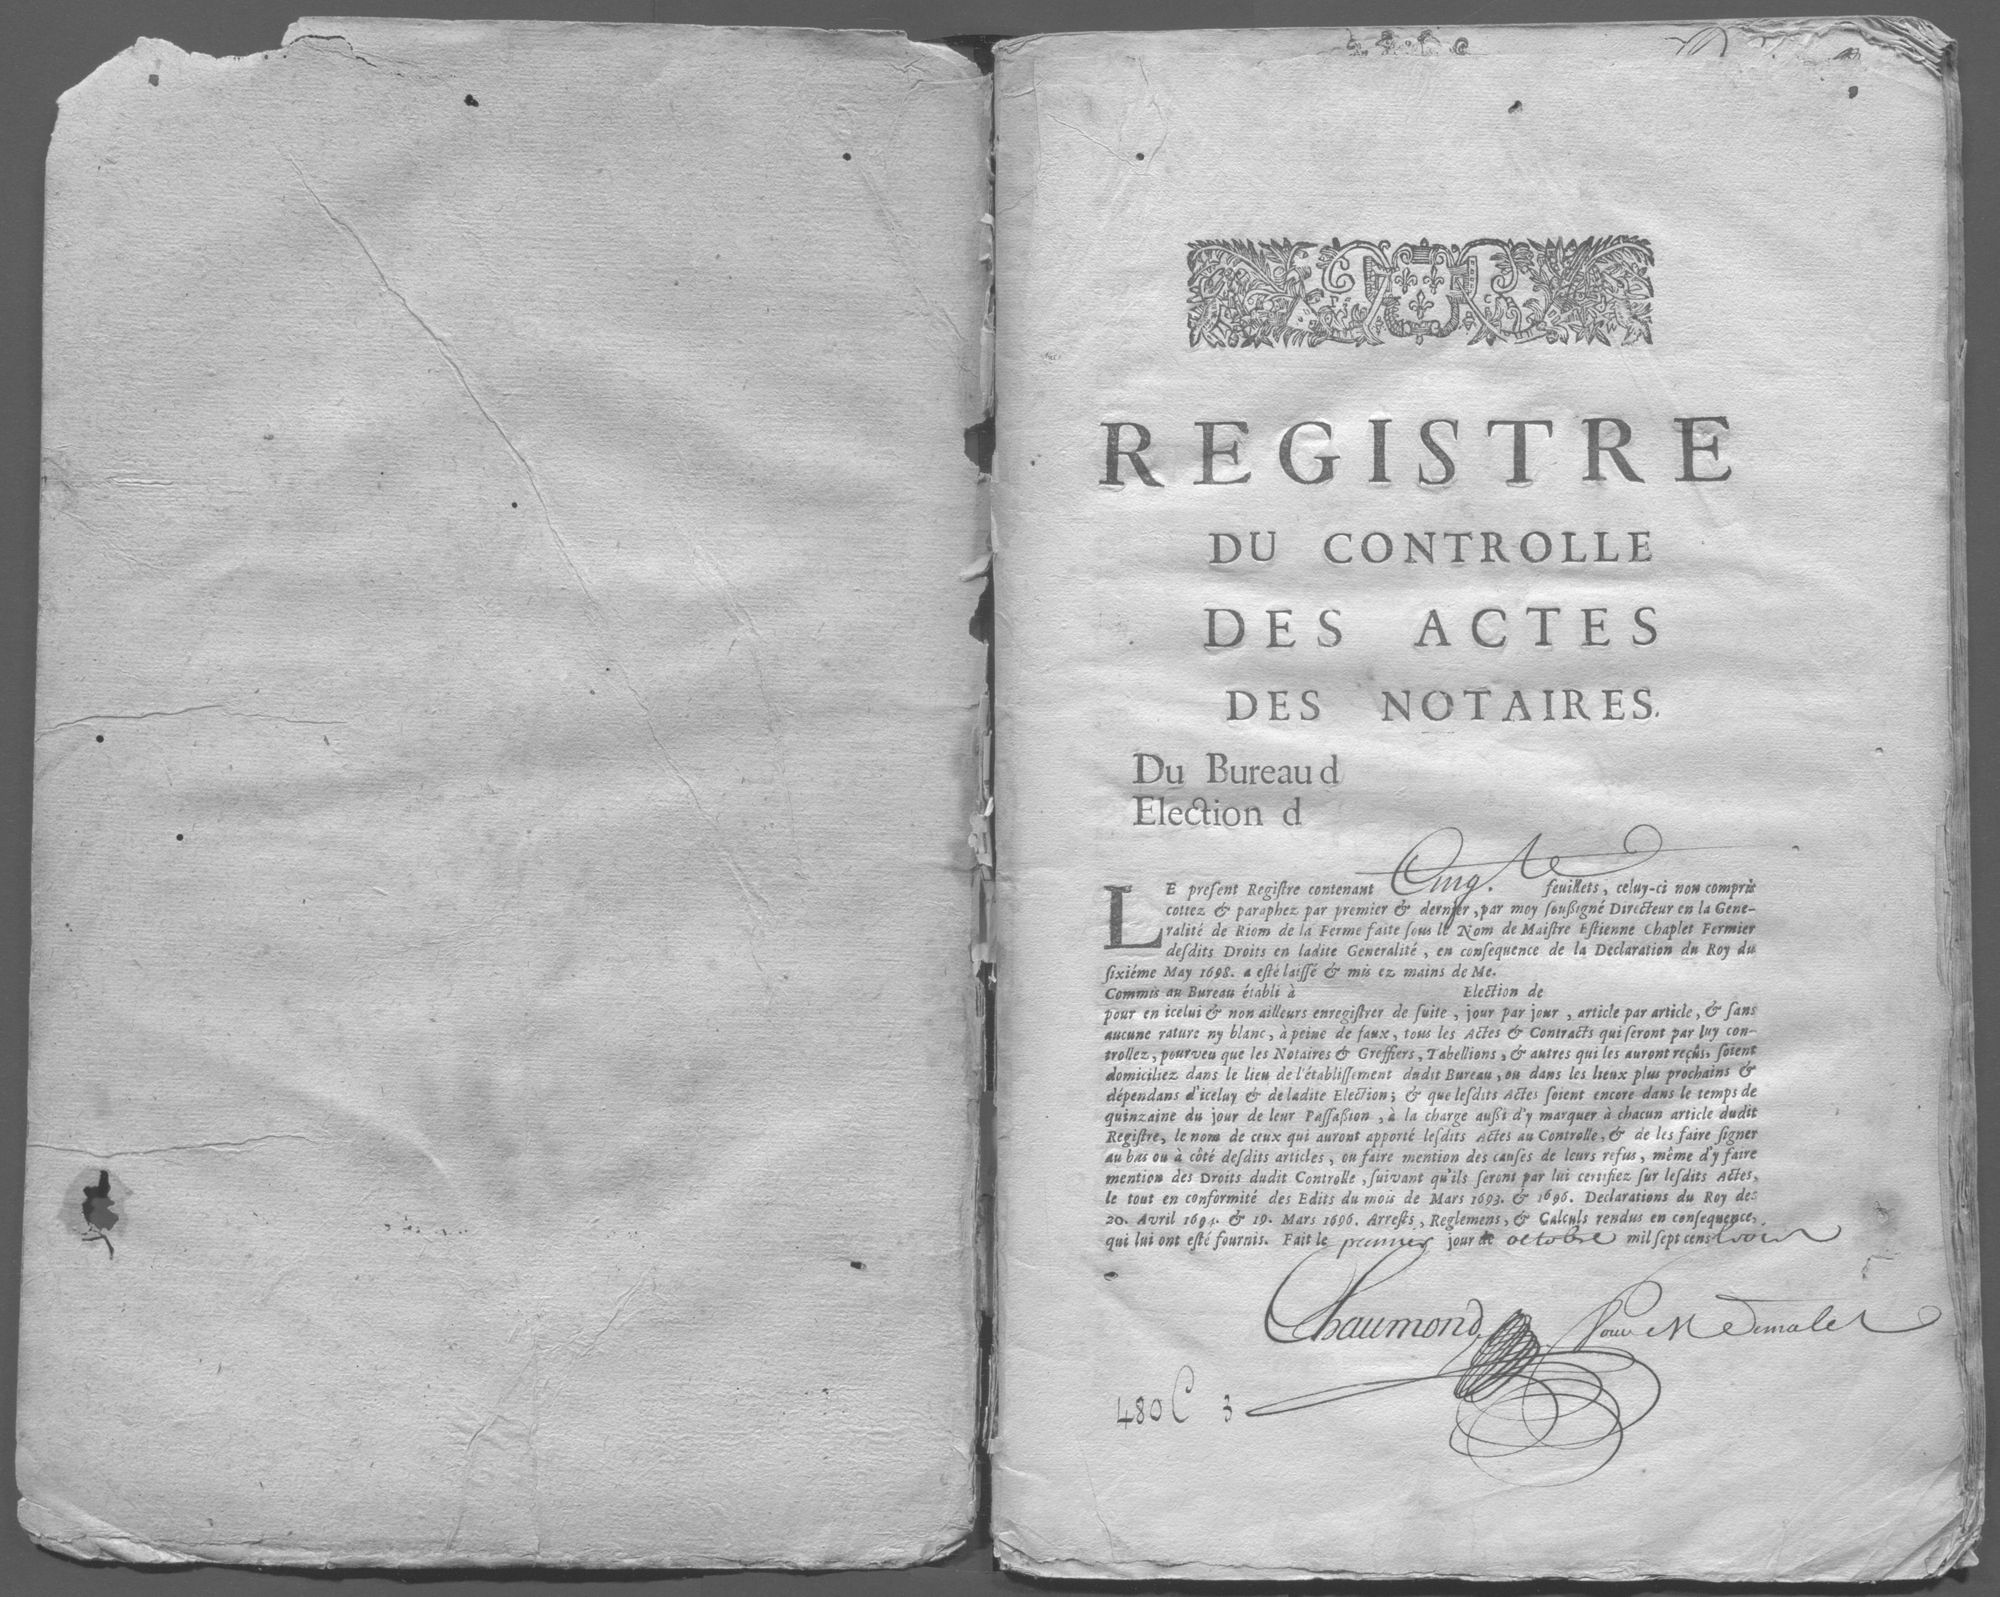 REGISTRE
DU CONTROLLE
DES ACTES
DES NOTAIRES.
Du Bureau d
Election d
LE preſent Regiſtre contenant Cinq.te feuillets, celuy-ci non compris
cottez & paraphez par premier & dernier, par moy ſouſſigné Directeur en la Gene-
ralité de Riom de la Ferme faite ſous le Nom de Maiſtre Eſtienne Chaplet Fermier
deſdits Droits en ladite Generalité, en conſequence de la Declaration du Roy du
ſixiéme May 1698. a eſté laiſſé & mis ez mains de Me.
Commis au Bureau établi à Election de
pour en icelui & non ailleurs enregiſtrer de ſuite, jour par jour, article par article, & ſans
aucune rature ny blanc, à peine de faux, tous les Actes & Contracts qui ſeront par luy con-
trollez, pourveu que les Notaires & Greffiers, Tabellions, & autres qui les auront reçûs, ſoient
domiciliez dans le lieu de l'établiſſement dudit Bureau, ou dans les lieux plus prochains &
dépendans d'iceluy & de ladite Election; & que leſdits Actes ſoient encore dans le temps de
quinzaine du jour de leur Paſſaſſion, à la charge auſſi d'y marquer à chacun article dudit
Regiſtre, le nom de ceux qui auront apporté leſdits Actes au Controlle, & de les faire ſigner
au bas ou à côté deſdits articles, ou faire mention des cauſes de leurs refus, même d'y faire
mention des Droits dudit Controlle, ſuivant qu'ils ſeront par lui certifiez ſur leſdits Actes,
le tout en conformité des Edits du mois de Mars 1693. & 1696. Declarations du Roy des
20. Avril 1694. & 19. Mars 1696. Arreſts, Reglemens, & Calculs rendus en conſequence,
qui lui ont eſté fournis. Fait le premier jour de octobre mil ſept cens
Chaumond Pour M Demalet
480 C 3